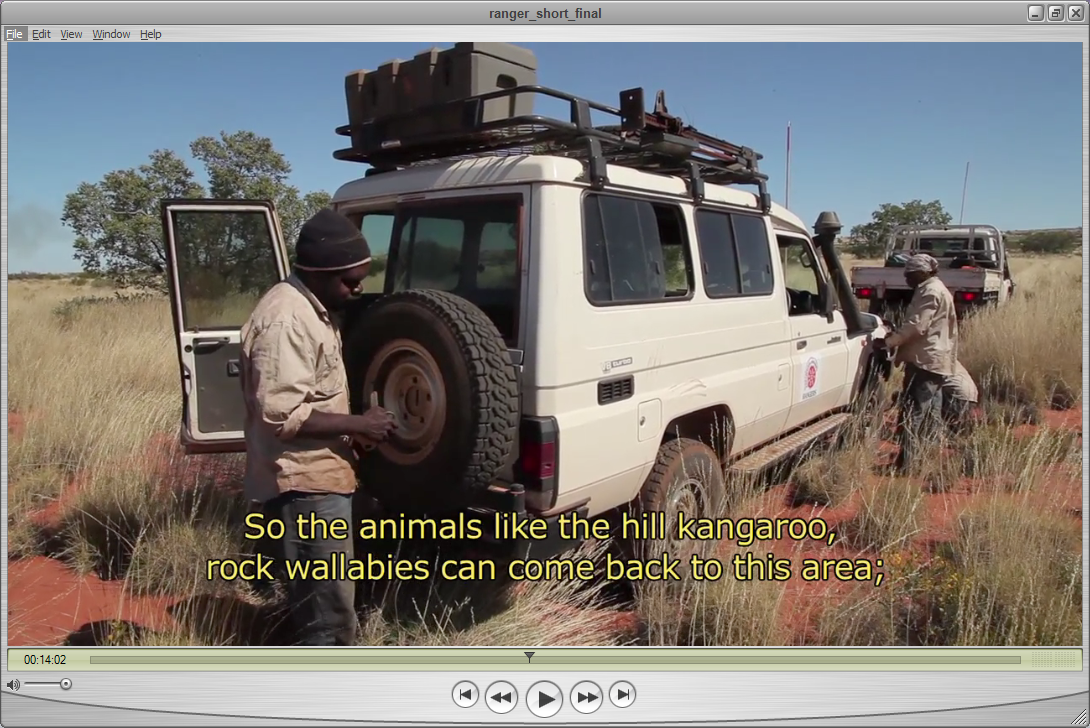 ranger_short_final
File Edit View Window Help
So the animals like the hill kangaroo,
rock wallabies can come back to this area;
00:14:02